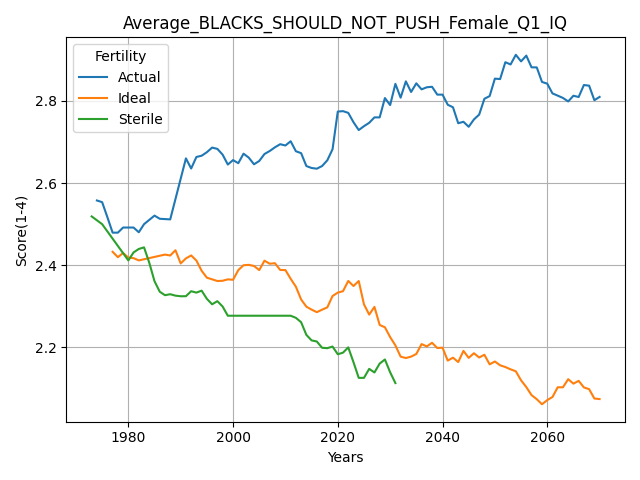 Average_BLACKS_SHOULD_NOT_PUSH_Female_Q1_IQ
Fertility
Actual
Ideal
Sterile
Score(1-4)
2.8
2.6
2.4
2.2
1980
2000
2020
2040
2060
Years